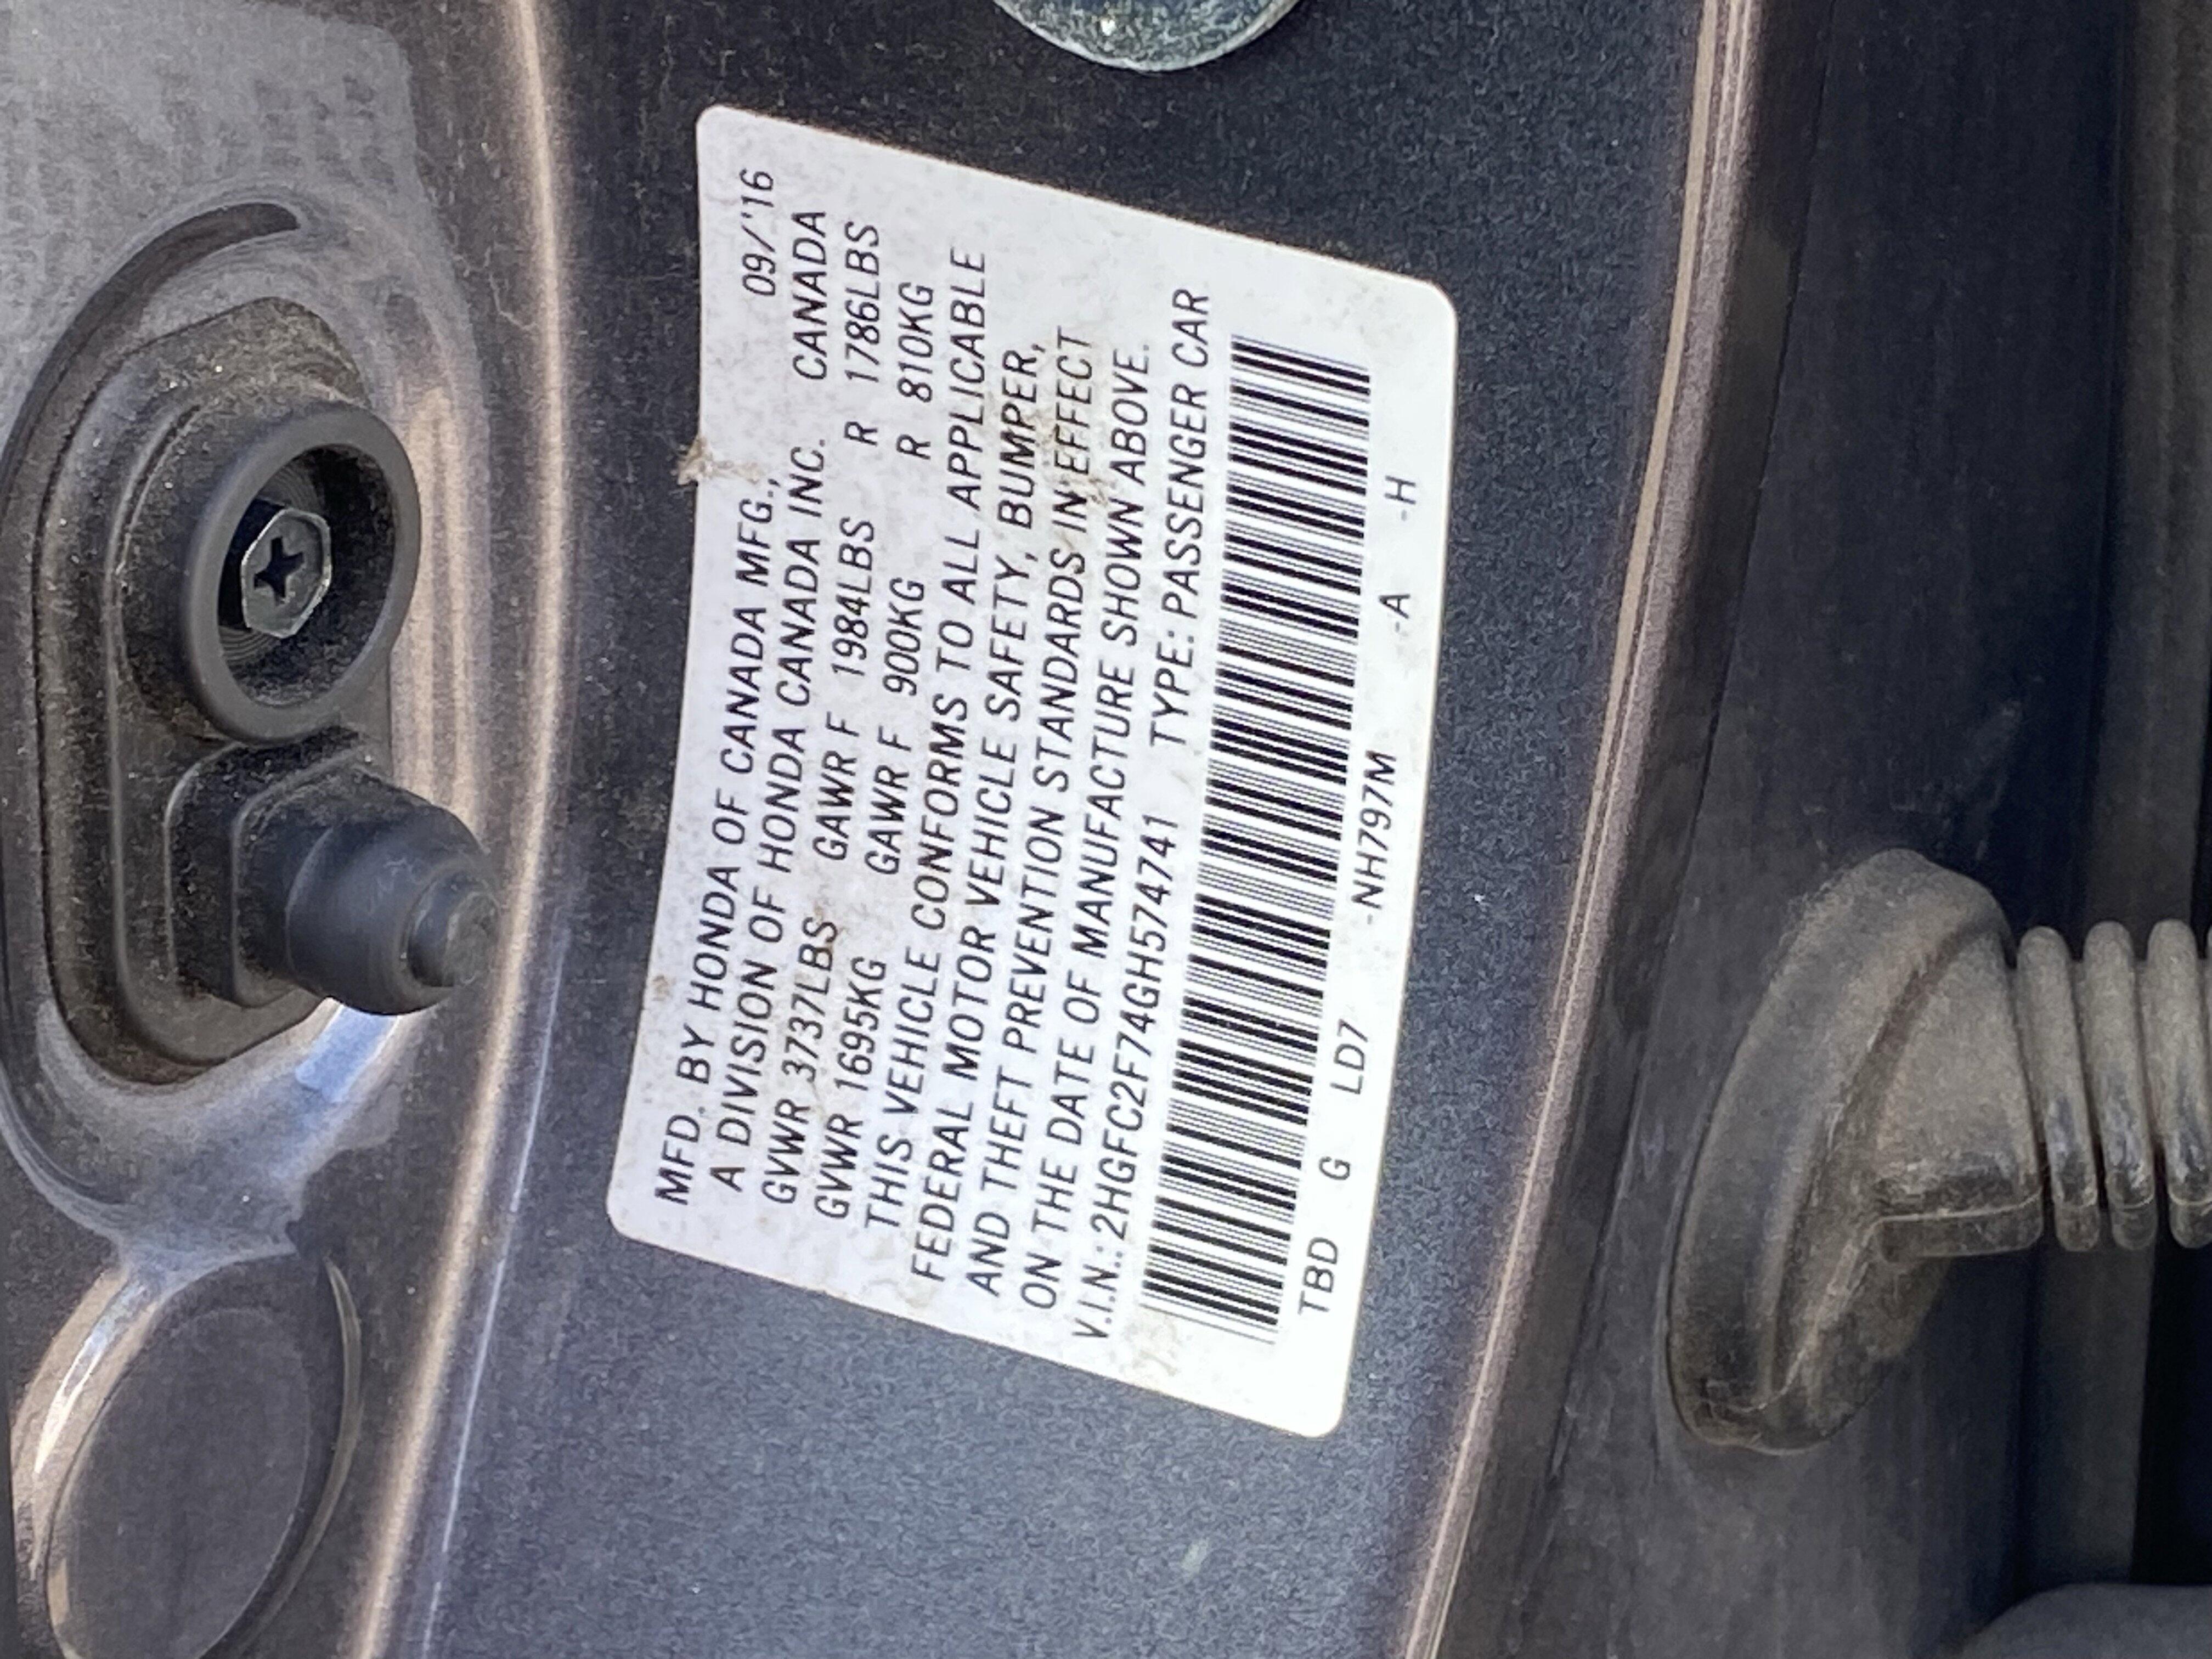 09/'16
MFD. BY HONDA OF CANADA MFG.,
A DIVISION OF HONDA CANADA INC. CANADA
GVWR 3737LBS GAWR F 1984LBS R 1786LBS
GVWR 1695KG GAWR F 900KG R 810KG
THIS VEHICLE CONFORMS TO ALL APPLICABLE
FEDERAL MOTOR VEHICLE SAFETY, BUMPER,
AND THEFT PREVENTION STANDARDS IN EFFECT
ON THE DATE OF MANUFACTURE SHOWN ABOVE.
V.I.N.: 2HGFC2F74GH574741 TYPE: PASSENGER CAR
TBD G LD7 -NH797M -A -H